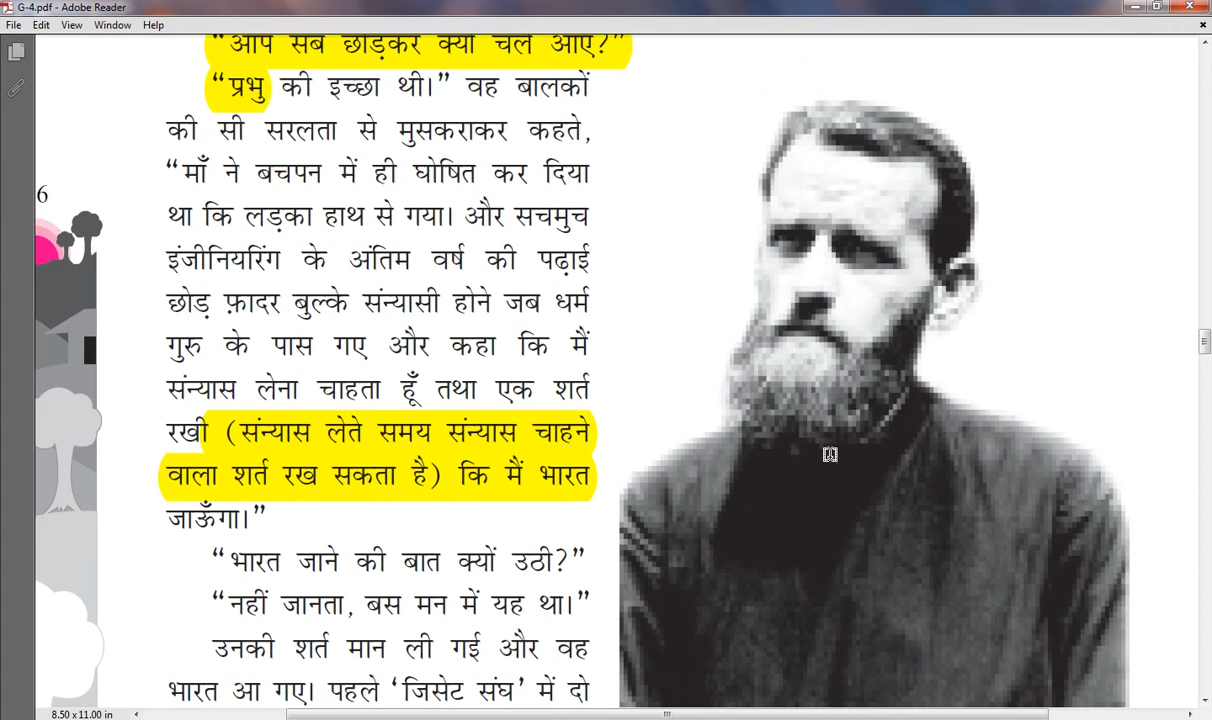 G-4.pdf - Adobe Reader
File Edit View Window Help
“आप सब छोड़कर क्यों चले आए?”
“प्रभु की इच्छा थी।” वह बालकों
की सी सरलता से मुसकराकर कहते,
“माँ ने बचपन में ही घोषित कर दिया
था कि लड़का हाथ से गया। और सचमुच
इंजीनियरिंग के अंतिम वर्ष की पढ़ाई
छोड़ फ़ादर बुल्के संन्यासी होने जब धर्म
गुरु के पास गए और कहा कि मैं
संन्यास लेना चाहता हूँ तथा एक शर्त
रखी (संन्यास लेते समय संन्यास चाहने
वाला शर्त रख सकता है) कि मैं भारत
जाऊँगा।”
“भारत जाने की बात क्यों उठी?”
“नहीं जानता, बस मन में यह था।”
उनकी शर्त मान ली गई और वह
भारत आ गए। पहले ‘जिसेट संघ’ में दो
6
8.50 x 11.00 in